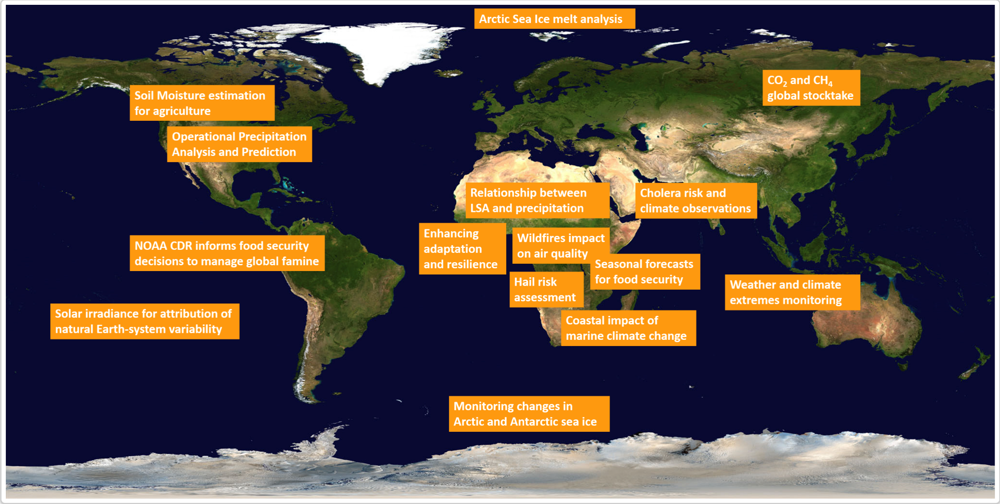 Arctic Sea Ice melt analysis
CO₂ and CH₄
global stocktake
Soil Moisture estimation
for agriculture
Operational Precipitation
Analysis and Prediction
Relationship between
LSA and precipitation
Cholera risk and
climate observations
Enhancing
adaptation
and resilience
Wildfires impact
on air quality
NOAA CDR informs food security
decisions to manage global famine
Seasonal forecasts
for food security
Hail risk
assessment
Weather and climate
extremes monitoring
Solar irradiance for attribution of
natural Earth-system variability
Coastal impact of
marine climate change
Monitoring changes in
Arctic and Antarctic sea ice